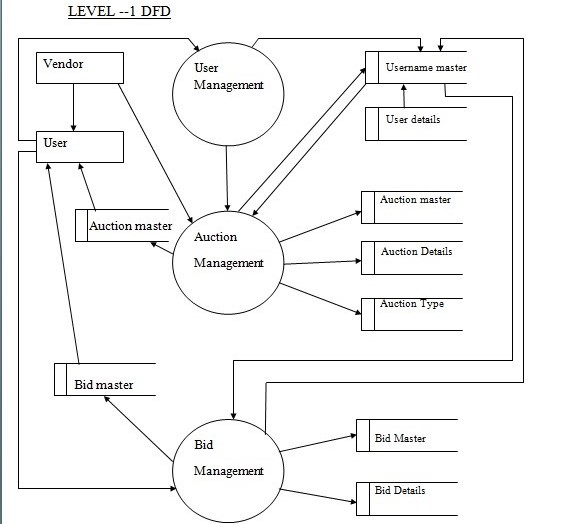 LEVEL --1 DFD
Vendor
User
Management
Username master
User details
User
Auction master
Auction
Management
Auction master
Auction Details
Auction Type
Bid master
Bid
Management
Bid Master
Bid Details